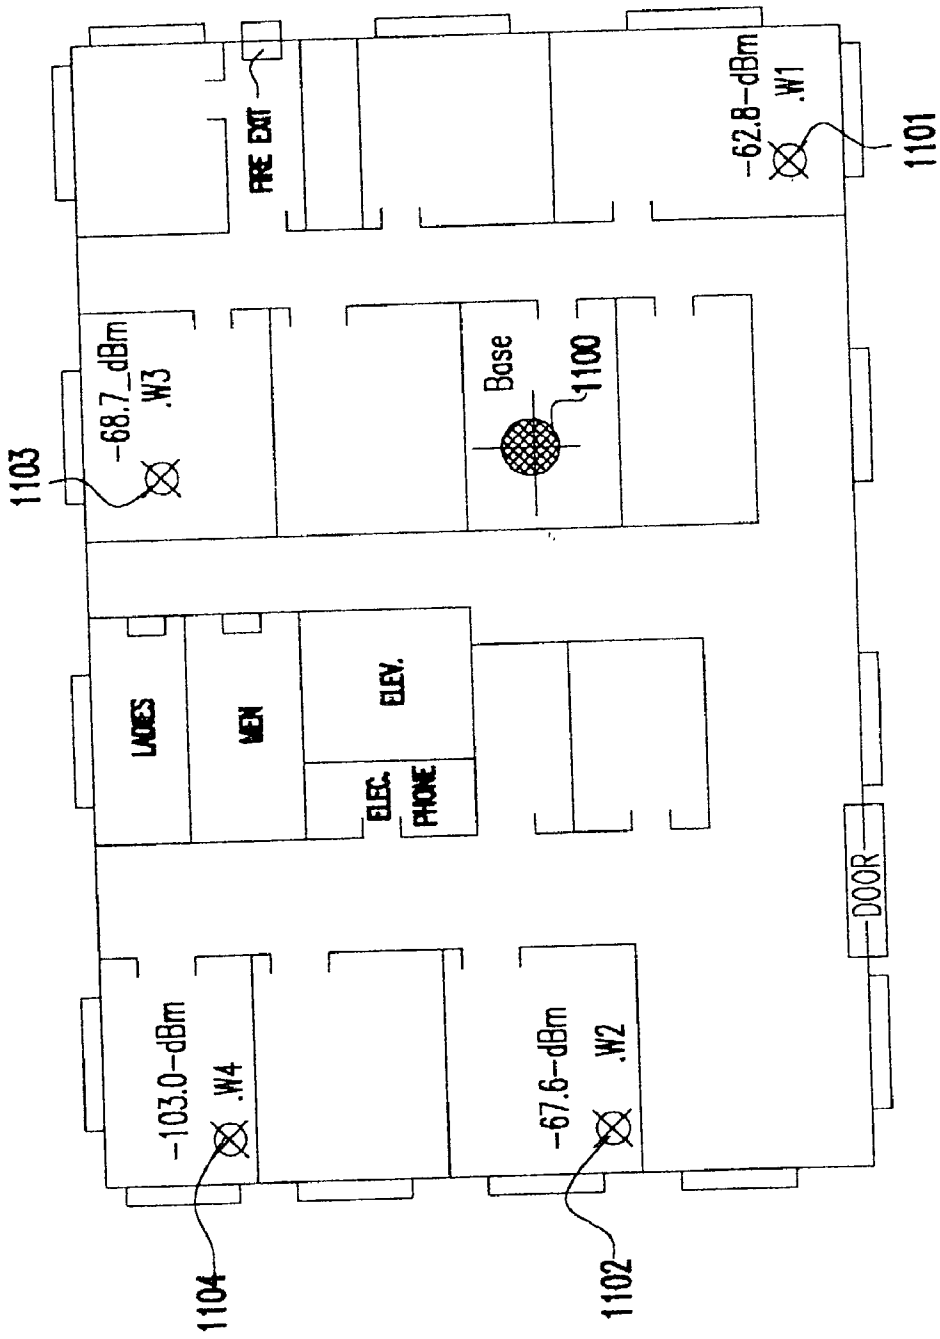 1103
-68.7_dBm
.W3
LADIES
-103.0-dBm
.W4
1104
MEN
FIRE EXIT
ELEC.
PHONE
ELEV.
Base
1100
-67.6-dBm
.W2
1102
-62.8-dBm
.W1
DOOR
1101